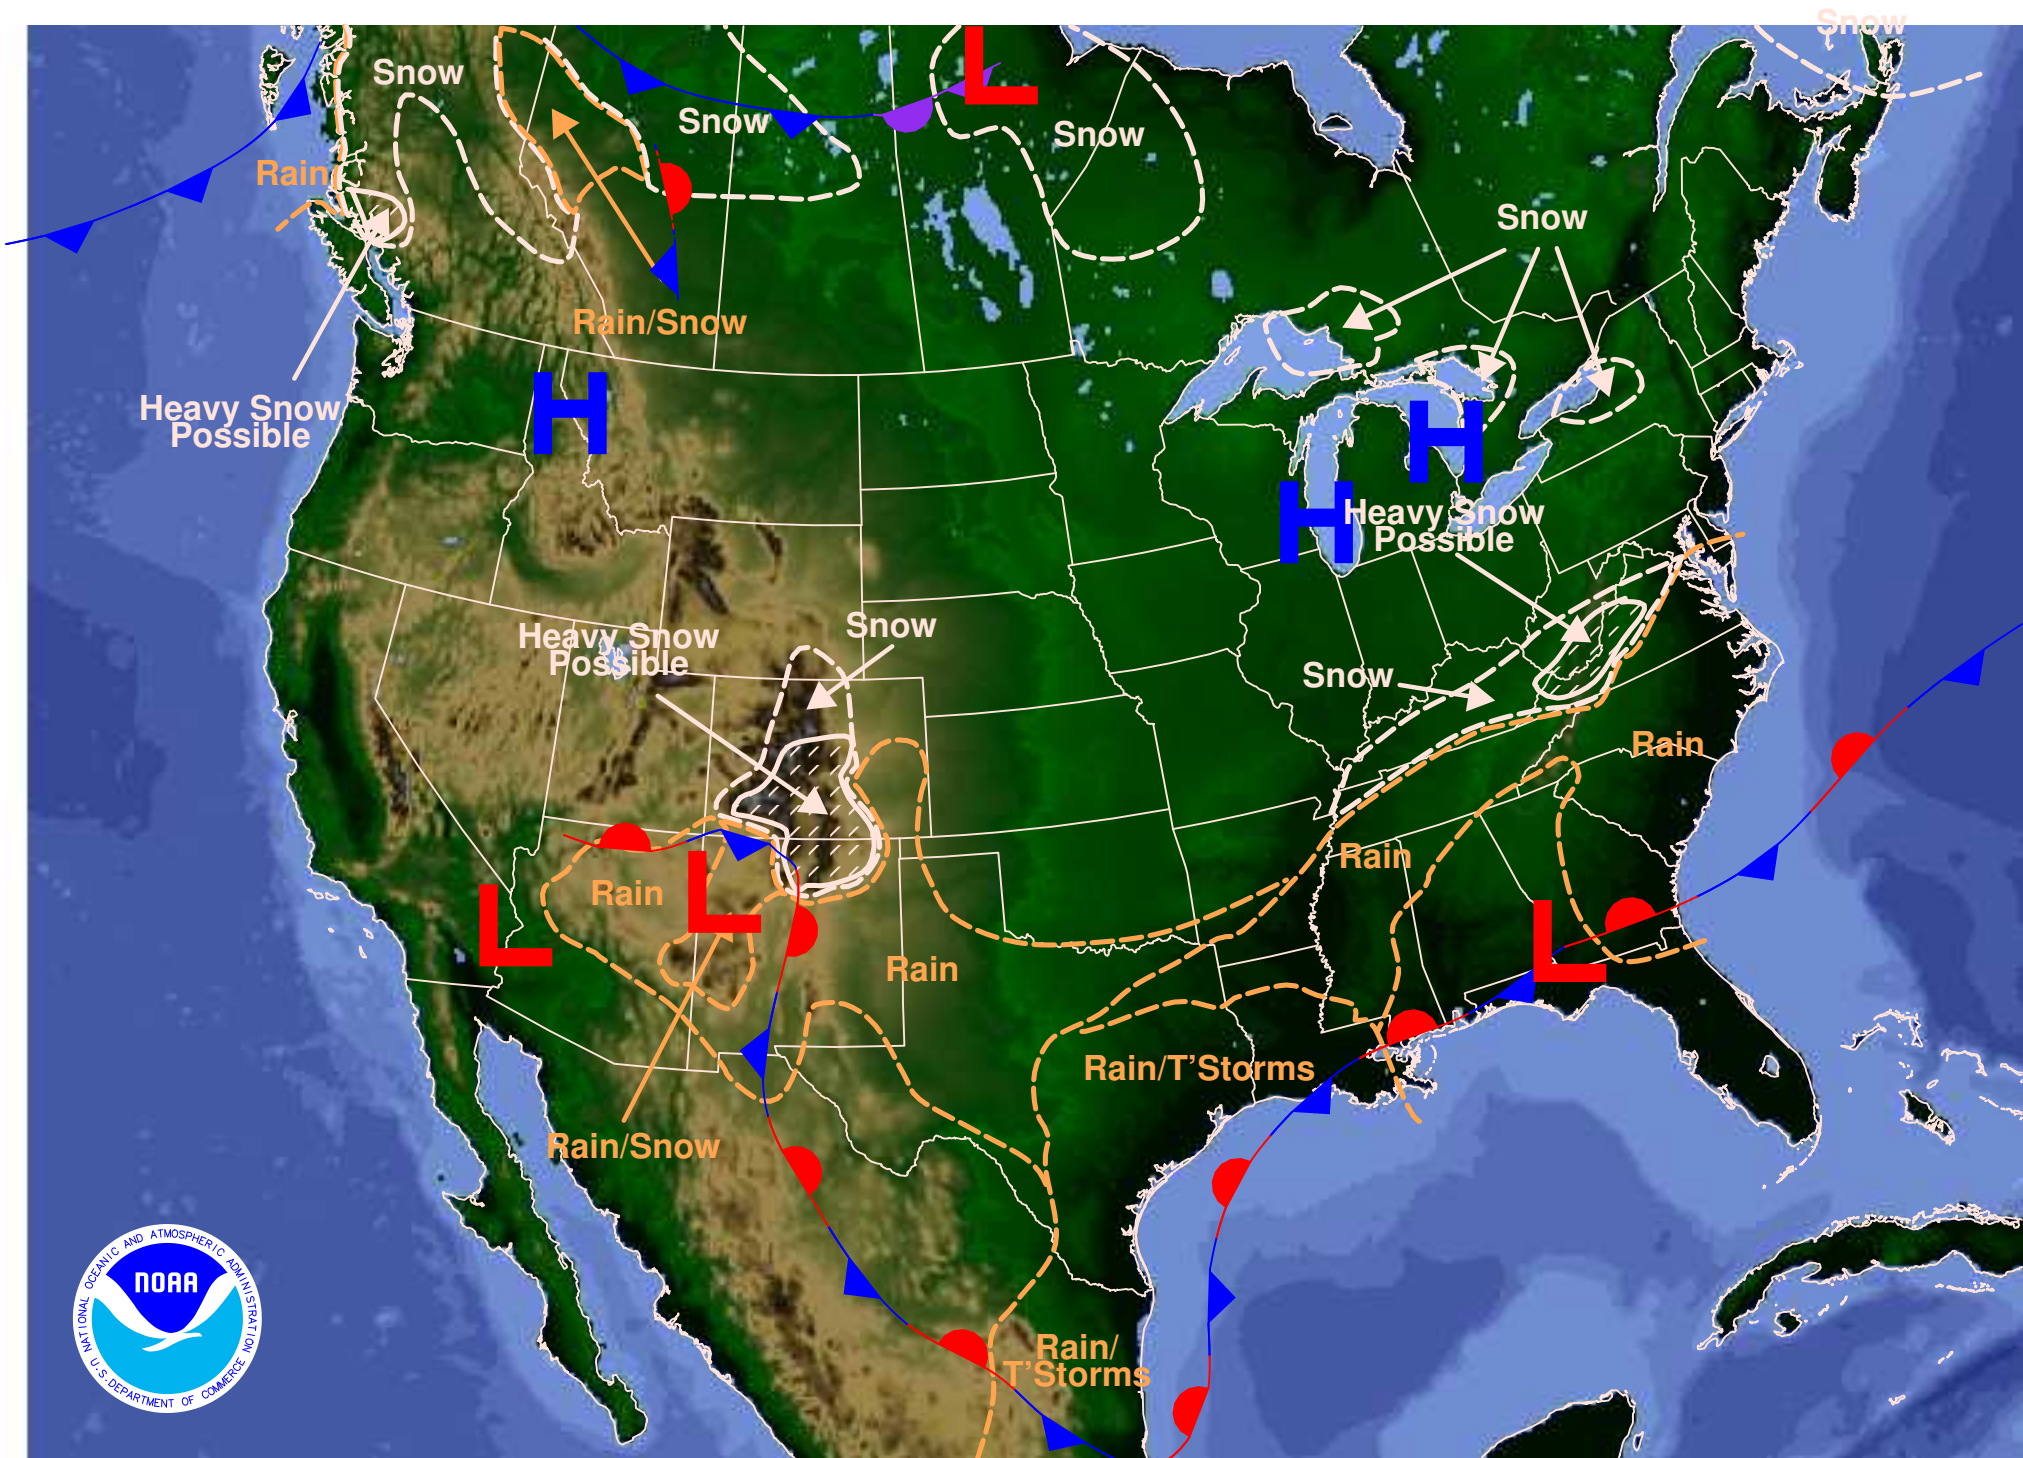 Snow
Snow
Snow
Snow
L
Rain
Snow
Rain/Snow
Heavy Snow
Possible
H
H
H
Heavy Snow
Possible
Snow
Heavy Snow
Possible
Snow
Rain
Rain
Rain
L
L
L
Rain
Rain/T'Storms
Rain/Snow
NATIONAL OCEANIC AND ATMOSPHERIC ADMINISTRATION
NOAA
U.S. DEPARTMENT OF COMMERCE
Rain/
T'Storms